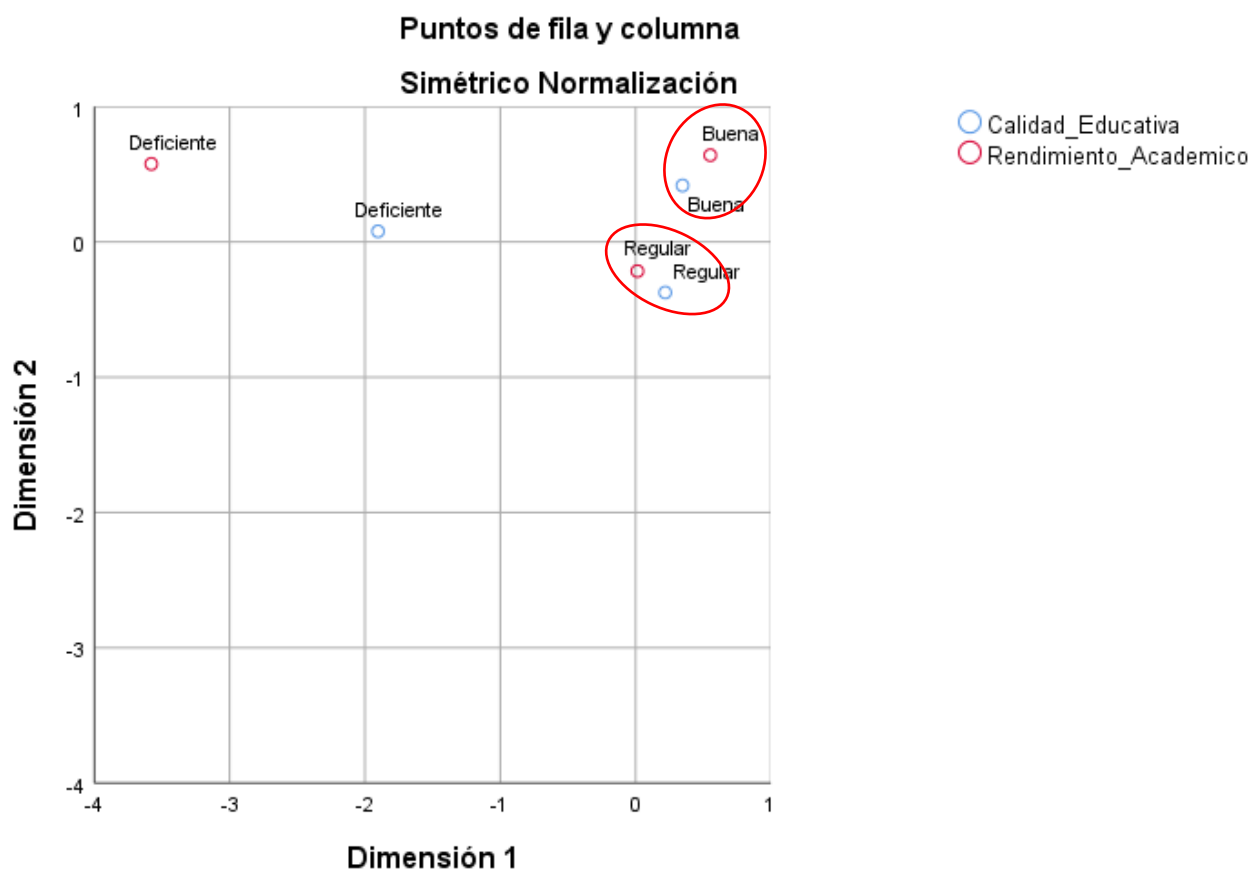 Puntos de fila y columna
Simétrico Normalización
Calidad_Educativa
Rendimiento_Academico
Deficiente
Buena
Deficiente
Buena
Regular
Regular
1
0
-1
-2
-3
-4
Dimensión 2
-4
-3
-2
-1
0
1
Dimensión 1